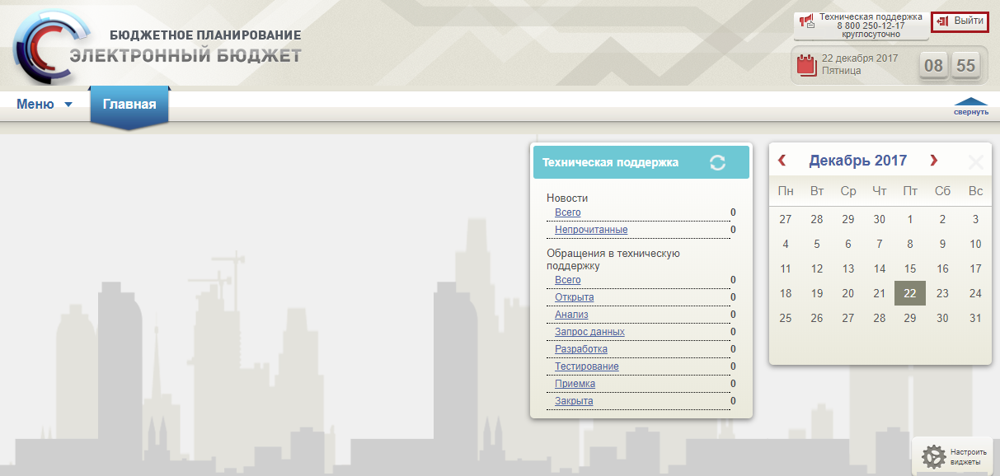 БЮДЖЕТНОЕ ПЛАНИРОВАНИЕ
ЭЛЕКТРОННЫЙ БЮДЖЕТ
Техническая поддержка
8 800 250-12-17
круглосуточно
Выйти
22 декабря 2017
Пятница
08 55
Меню
Главная
свернуть
Техническая поддержка
Новости
Всего 0
Непрочитанные 0
Обращения в техническую
поддержку
Всего 0
Открыта 0
Анализ 0
Запрос данных 0
Разработка 0
Тестирование 0
Приемка 0
Закрыта 0
Декабрь 2017
Пн Вт Ср Чт Пт Сб Вс
27 28 29 30 1 2 3
4 5 6 7 8 9 10
11 12 13 14 15 16 17
18 19 20 21 22 23 24
25 26 27 28 29 30 31
Настроить
виджеты